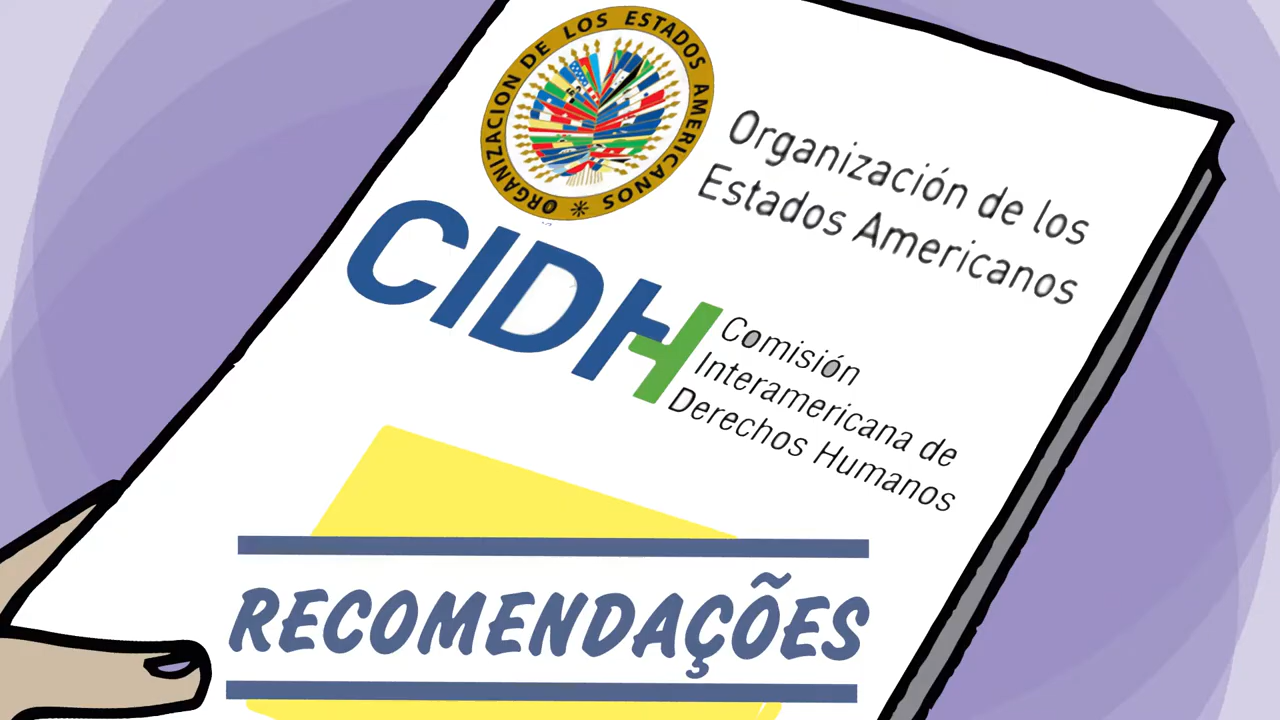 ORGANIZACION DE LOS ESTADOS AMERICANOS
Organización de los
Estados Americanos
CIDH
Comisión
Interamericana de
Derechos Humanos
RECOMENDAÇÕES